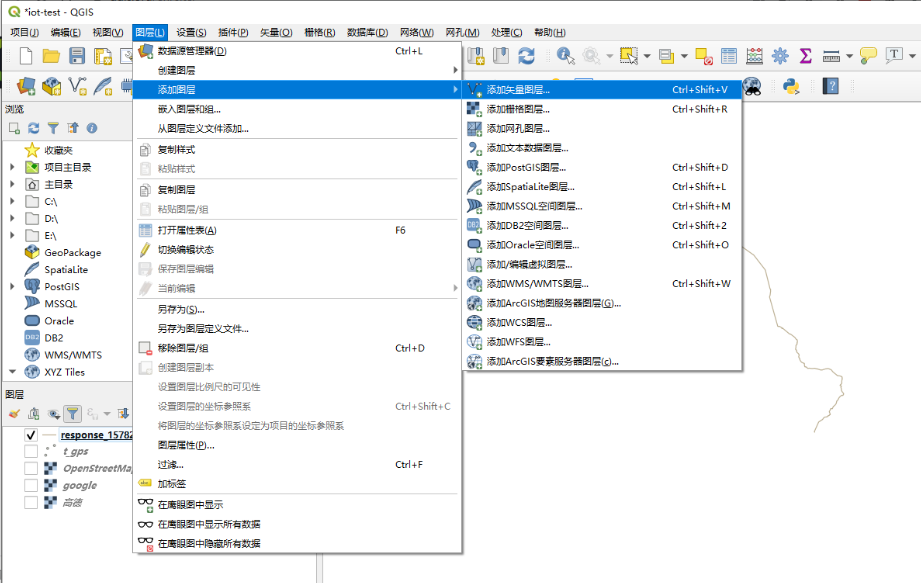 *iot-test - QGIS
项目(J) 编辑(E) 视图(V) 图层(L) 设置(S) 插件(P) 矢量(O) 栅格(R) 数据库(D) 网络(W) 网孔(M) 处理(C) 帮助(H)
数据源管理器(D) Ctrl+L
创建图层
添加图层
嵌入图层和组...
从图层定义文件添加...
复制样式
粘贴样式
复制图层
粘贴图层/组
打开属性表(A) F6
切换编辑状态
保存图层编辑
当前编辑
另存为(S)...
另存为图层定义文件...
移除图层/组 Ctrl+D
创建图层副本
设置图层比例尺的可见性
设置图层的坐标参照系 Ctrl+Shift+C
将图层的坐标参照系设定为项目的坐标参照系
图层属性(P)...
过滤... Ctrl+F
加标签
在鹰眼图中显示
在鹰眼图中显示所有数据
在鹰眼图中隐藏所有数据
添加矢量图层... Ctrl+Shift+V
添加栅格图层... Ctrl+Shift+R
添加网孔图层...
添加文本数据图层...
添加PostGIS图层... Ctrl+Shift+D
添加SpatiaLite图层... Ctrl+Shift+L
添加MSSQL空间图层... Ctrl+Shift+M
添加DB2空间图层... Ctrl+Shift+2
添加Oracle空间图层... Ctrl+Shift+O
添加/编辑虚拟图层...
添加WMS/WMTS图层... Ctrl+Shift+W
添加ArcGIS地图服务器图层(G)...
添加WCS图层...
添加WFS图层...
添加ArcGIS要素服务器图层(c)...
浏览
收藏夹
项目主目录
主目录
C:\
D:\
E:\
GeoPackage
SpatiaLite
PostGIS
MSSQL
Oracle
DB2
WMS/WMTS
XYZ Tiles
图层
response_15782
t_gps
OpenStreetMa
google
高德